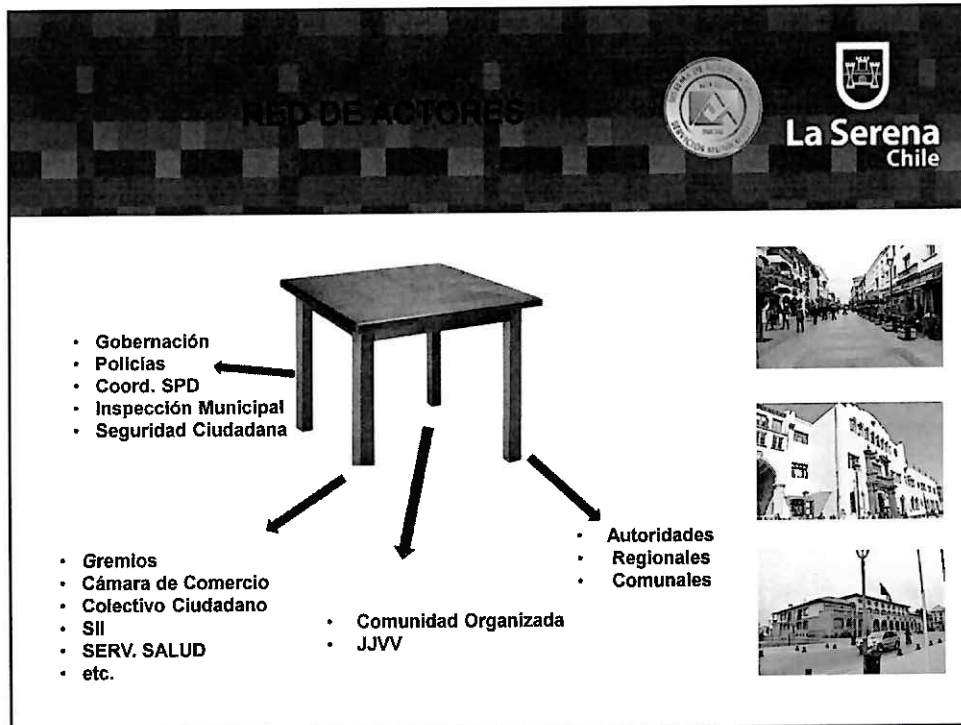 RED DE ACTORES
La Serena
Chile
• Gobernación
• Policías
• Coord. SPD
• Inspección Municipal
• Seguridad Ciudadana
• Gremios
• Cámara de Comercio
• Colectivo Ciudadano
• SII
• SERV. SALUD
• etc.
• Comunidad Organizada
• JJVV
• Autoridades
• Regionales
• Comunales